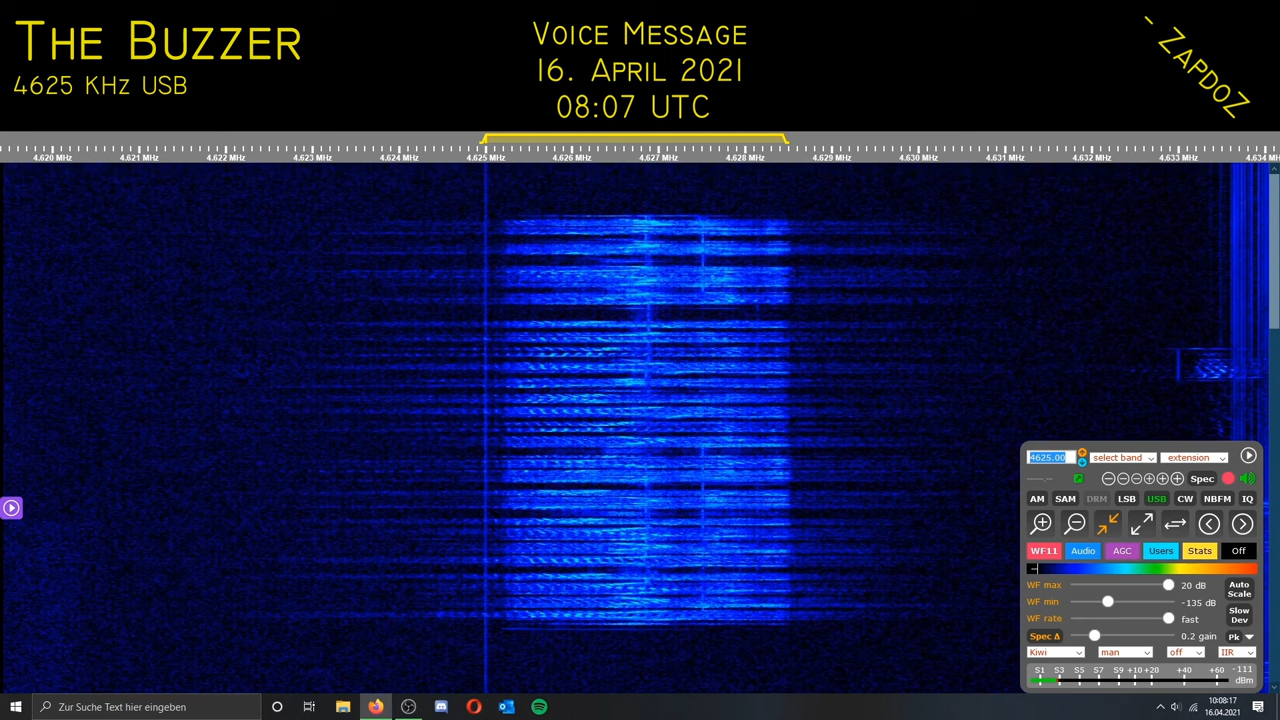 The Buzzer
4625 KHz USB
Voice Message
16. April 2021
08:07 UTC
- ZAPDOZ
4.620 MHz 4.621 MHz 4.622 MHz 4.623 MHz 4.624 MHz 4.625 MHz 4.626 MHz 4.627 MHz 4.628 MHz 4.629 MHz 4.630 MHz 4.631 MHz 4.632 MHz 4.633 MHz 4.634 MH
4625.00 select band extension
Spec
AM SAM DRM LSB USB CW NBFM IQ
WF11 Audio AGC Users Stats Off
WF max 20 dB Auto Scale
WF min -135 dB
WF rate fast Slow Dev
Spec Δ 0.2 gain Pk
Kiwi man off IIR
S1 S3 S5 S7 S9 +10 +20 +40 +60 -111 dBm
Zur Suche Text hier eingeben
10:08:17
16.04.2021